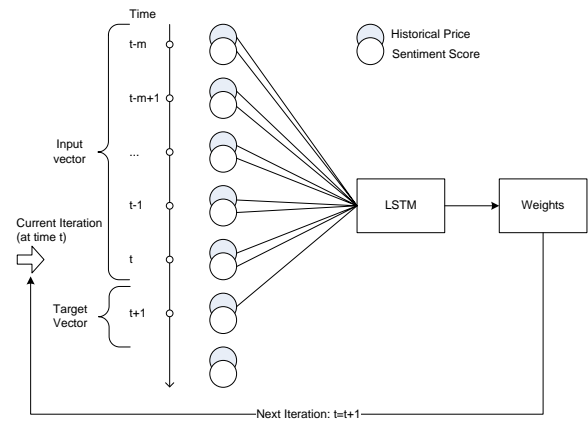 Time
Historical Price
Sentiment Score
t-m
t-m+1
Input
vector
...
t-1
LSTM
Weights
Current Iteration
(at time t)
t
Target
Vector
t+1
Next Iteration: t=t+1